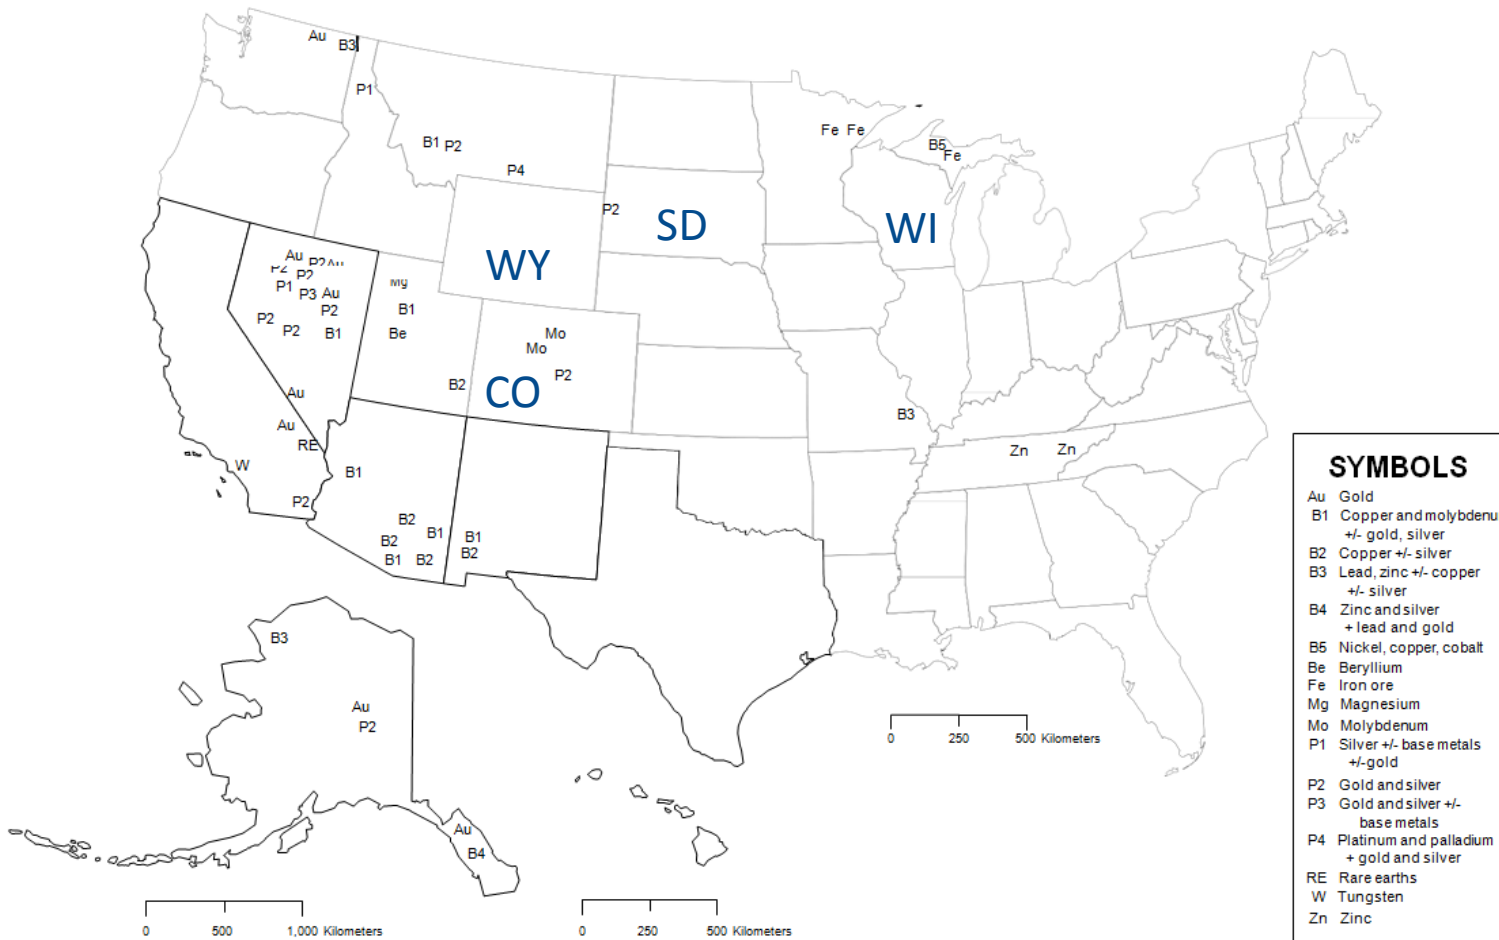 Au
B3
P1
Fe Fe
B5
Fe
B1 P2
P4
P2
SD
WI
WY
Au P2 Au
P2 P2
P1
P3 Au
P2
P2
P2
B1
Mg
B1
Be
Mo
Mo
P2
B2
CO
Au
B3
Au
RE
Zn
Zn
W
B1
P2
B2
B2
B1
B1
B2
B1
B2
B3
Au
P2
Au
B4
0 250 500 Kilometers
0 500 1,000 Kilometers
0 250 500 Kilometers
SYMBOLS
Au Gold
B1 Copper and molybdenu
+/- gold, silver
B2 Copper +/- silver
B3 Lead, zinc +/- copper
+/- silver
B4 Zinc and silver
+ lead and gold
B5 Nickel, copper, cobalt
Be Beryllium
Fe Iron ore
Mg Magnesium
Mo Molybdenum
P1 Silver +/- base metals
+/-gold
P2 Gold and silver
P3 Gold and silver +/-
base metals
P4 Platinum and palladium
+ gold and silver
RE Rare earths
W Tungsten
Zn Zinc